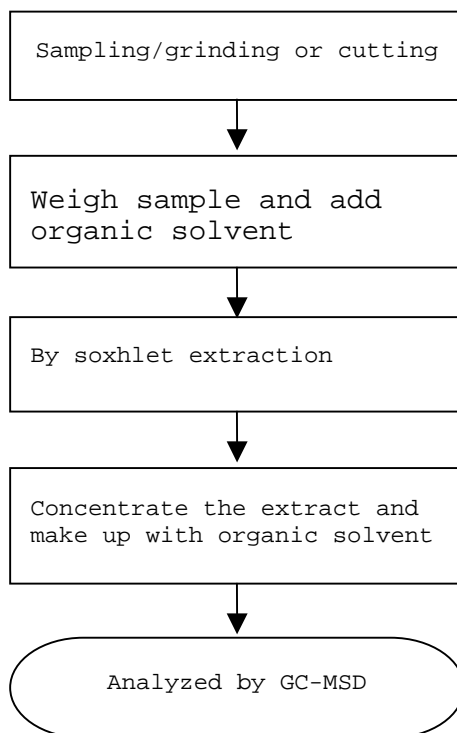 Sampling/grinding or cutting
Weigh sample and add
organic solvent
By soxhlet extraction
Concentrate the extract and
make up with organic solvent
Analyzed by GC-MSD